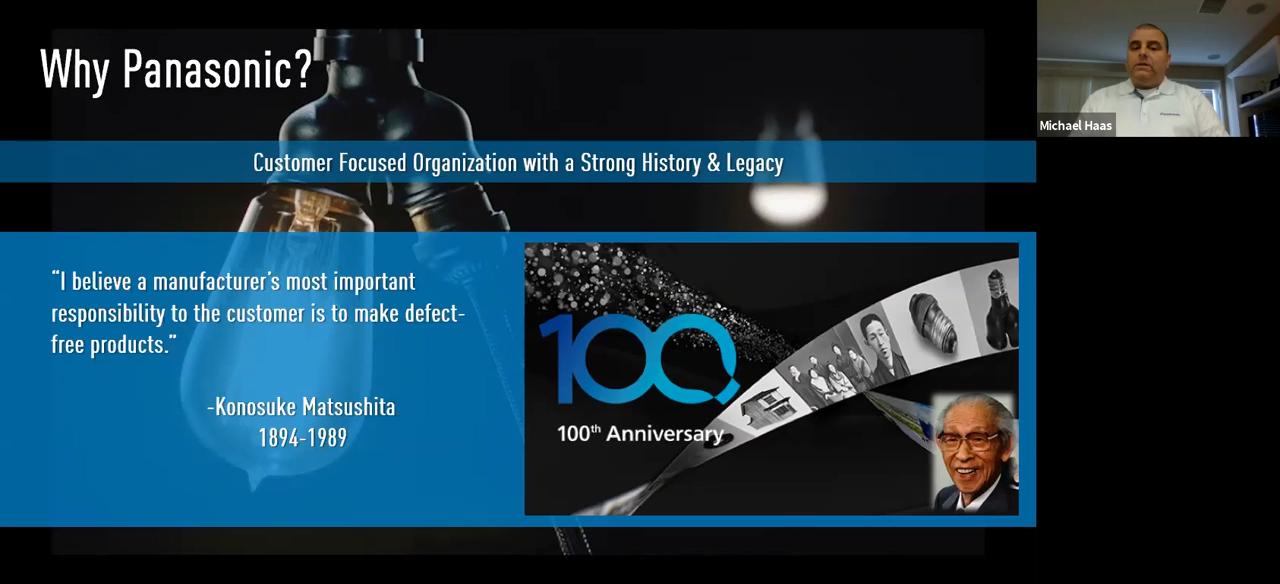 Why Panasonic?
Customer Focused Organization with a Strong History & Legacy
“I believe a manufacturer’s most important
responsibility to the customer is to make defect-
free products.”
-Konosuke Matsushita
1894-1989
100
100th Anniversary
Michael Haas
Panasonic